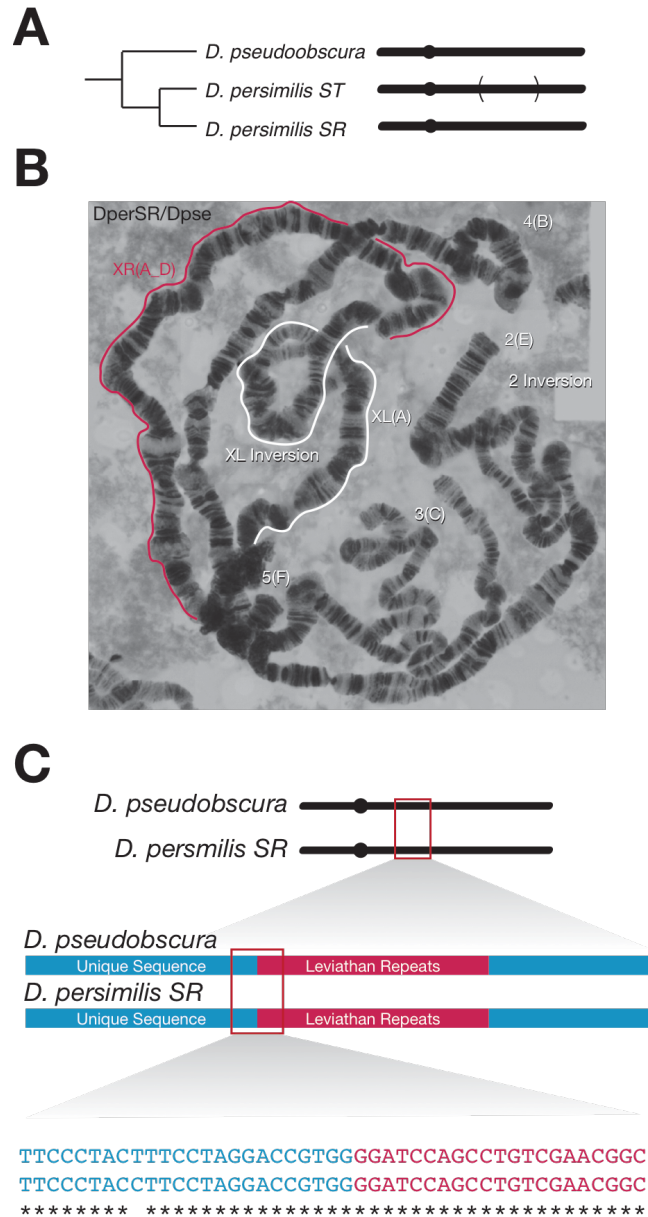 A
D. pseudoobscura
D. persimilis ST
( )
D. persimilis SR
B
DperSR/Dpse
4(B)
XR(A_D)
2(E)
2 Inversion
XL(A)
XL Inversion
3(C)
5(F)
C
D. pseudobscura
D. persmilis SR
D. pseudobscura
Unique Sequence Leviathan Repeats
D. persimilis SR
Unique Sequence Leviathan Repeats
TTCCCTACTTTCCTAGGACCGTGGGGATCCAGCCTGTCGAACGGC
TTCCCTACCTTCCTAGGACCGTGGGGATCCAGCCTGTCGAACGGC
******** ************************************